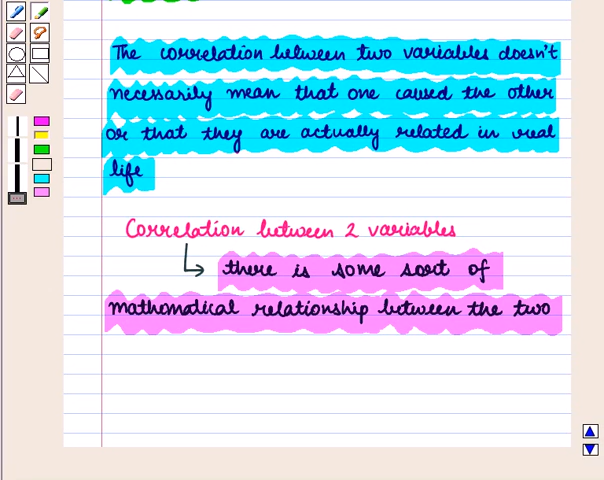 The correlation between two variables doesn't
necessarily mean that one caused the other
or that they are actually related in real
life
Correlation between 2 variables
there is some sort of
mathematical relationship between the two